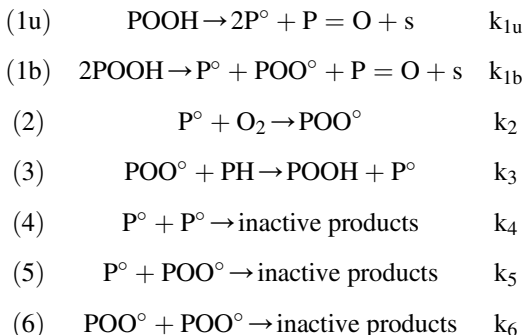 (1u) POOH→2P° + P = O + s k₁ᵤ
(1b) 2POOH→P° + POO° + P = O + s k₁b
(2) P° + O₂→POO° k₂
(3) POO° + PH→POOH + P° k₃
(4) P° + P°→inactive products k₄
(5) P° + POO°→inactive products k₅
(6) POO° + POO°→inactive products k₆